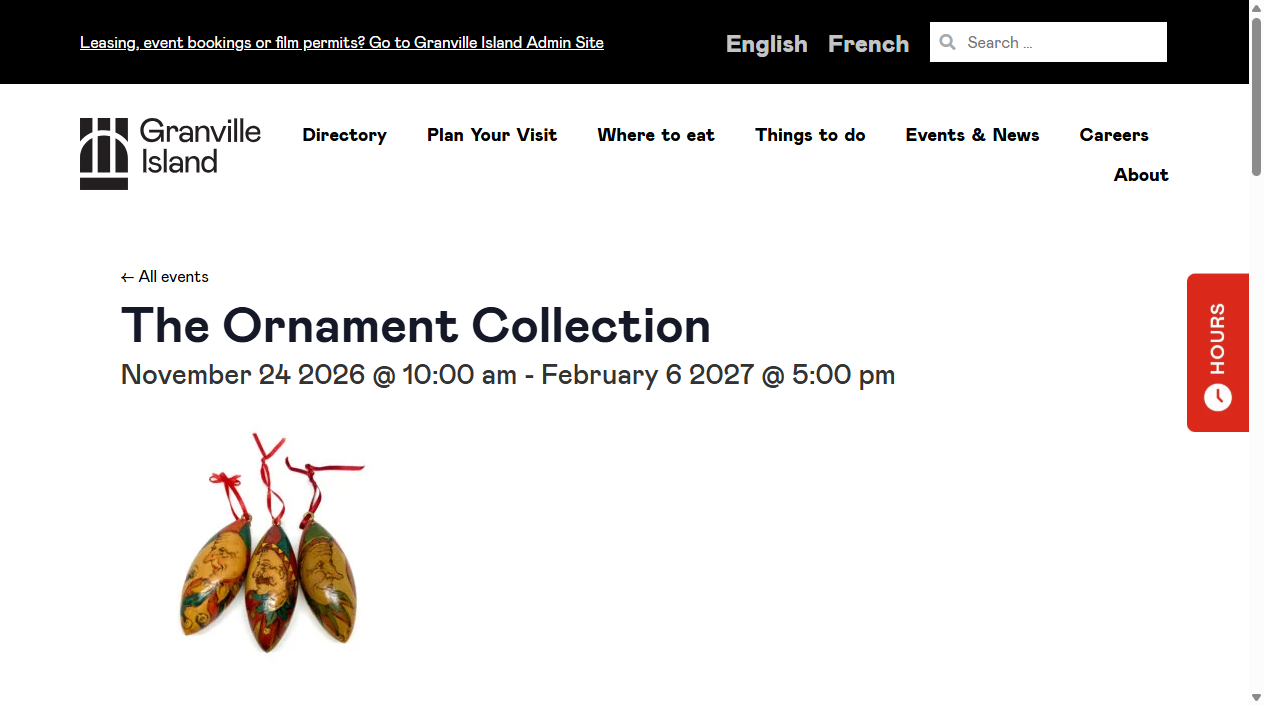 Leasing, event bookings or film permits? Go to Granville Island Admin Site
English French Search ...
Granville
Island
Directory Plan Your Visit Where to eat Things to do Events & News Careers
About
← All events
The Ornament Collection
November 24 2026 @ 10:00 am - February 6 2027 @ 5:00 pm
HOURS